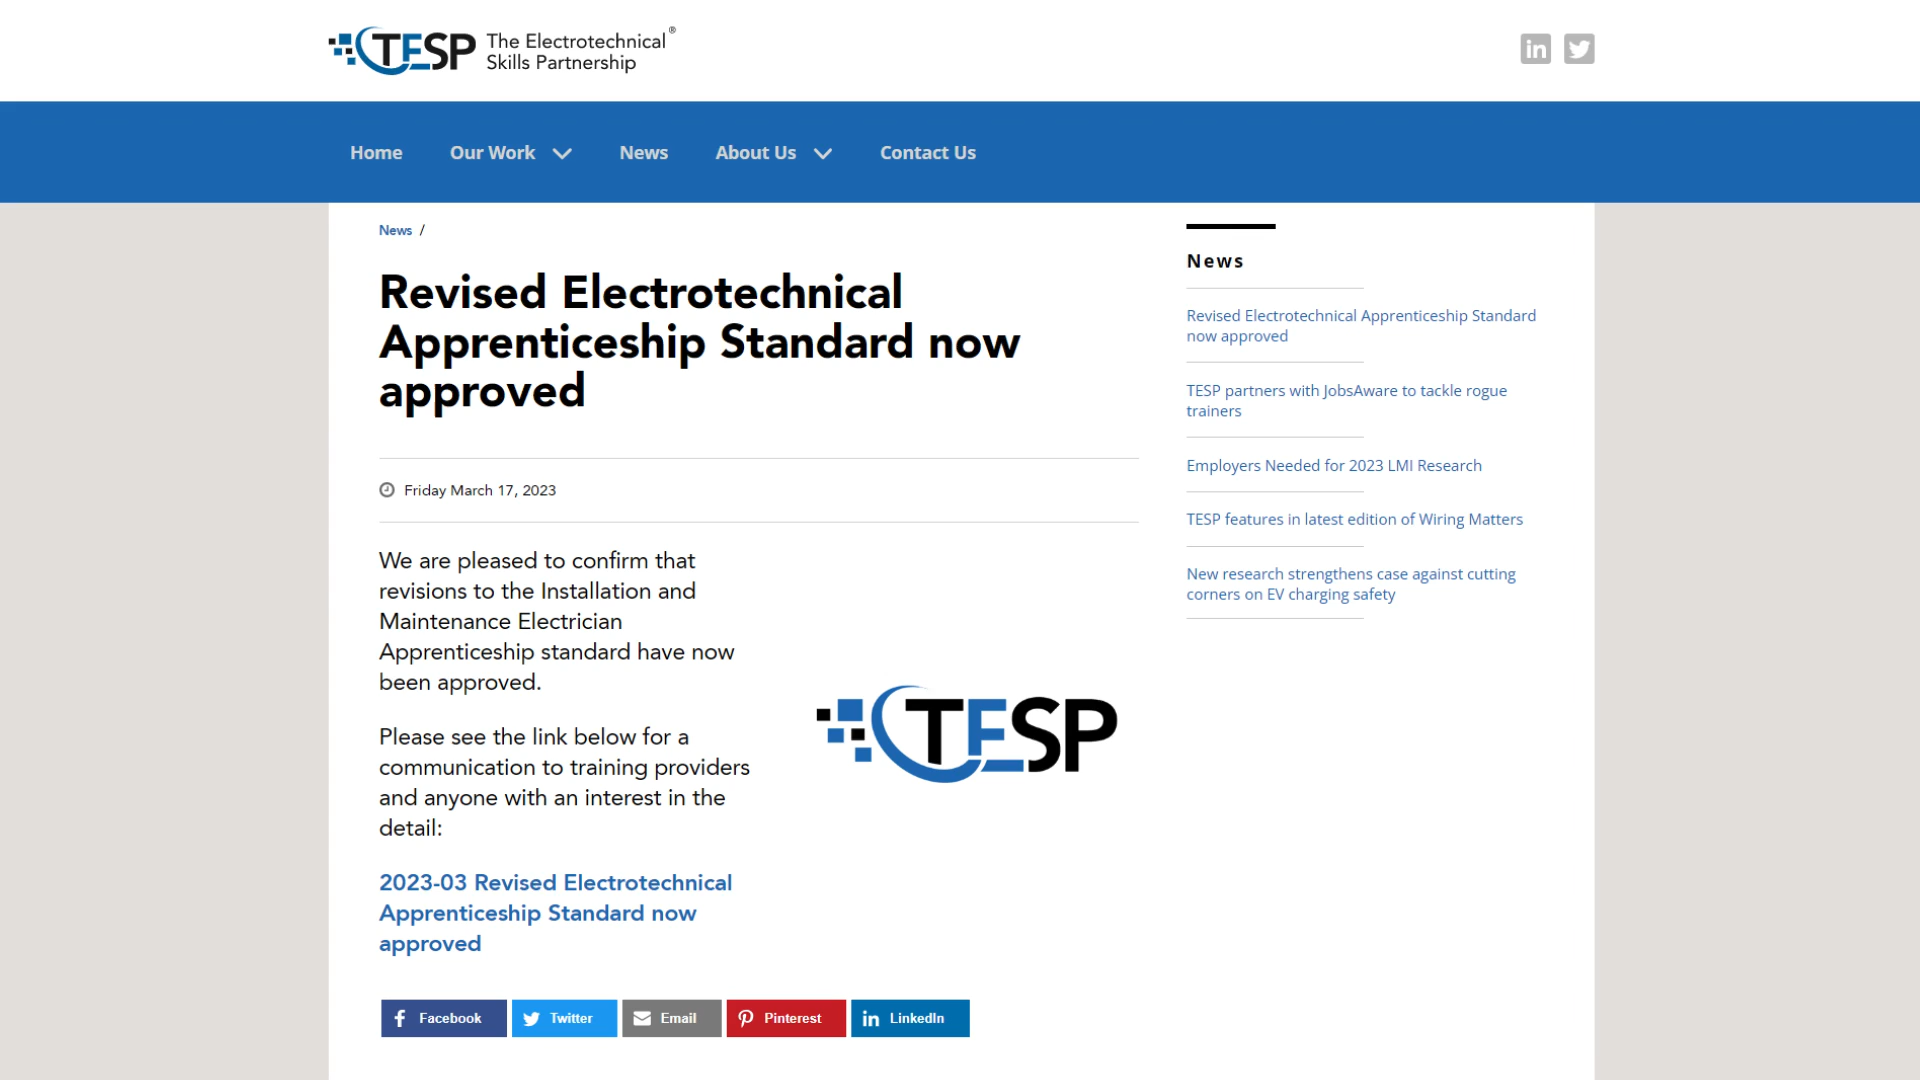 TESP The Electrotechnical®
Skills Partnership
Home Our Work News About Us Contact Us
News /
Revised Electrotechnical
Apprenticeship Standard now
approved
Friday March 17, 2023
We are pleased to confirm that
revisions to the Installation and
Maintenance Electrician
Apprenticeship standard have now
been approved.
Please see the link below for a
communication to training providers
and anyone with an interest in the
detail:
2023-03 Revised Electrotechnical
Apprenticeship Standard now
approved
TESP
Facebook Twitter Email Pinterest LinkedIn
News
Revised Electrotechnical Apprenticeship Standard
now approved
TESP partners with JobsAware to tackle rogue
trainers
Employers Needed for 2023 LMI Research
TESP features in latest edition of Wiring Matters
New research strengthens case against cutting
corners on EV charging safety